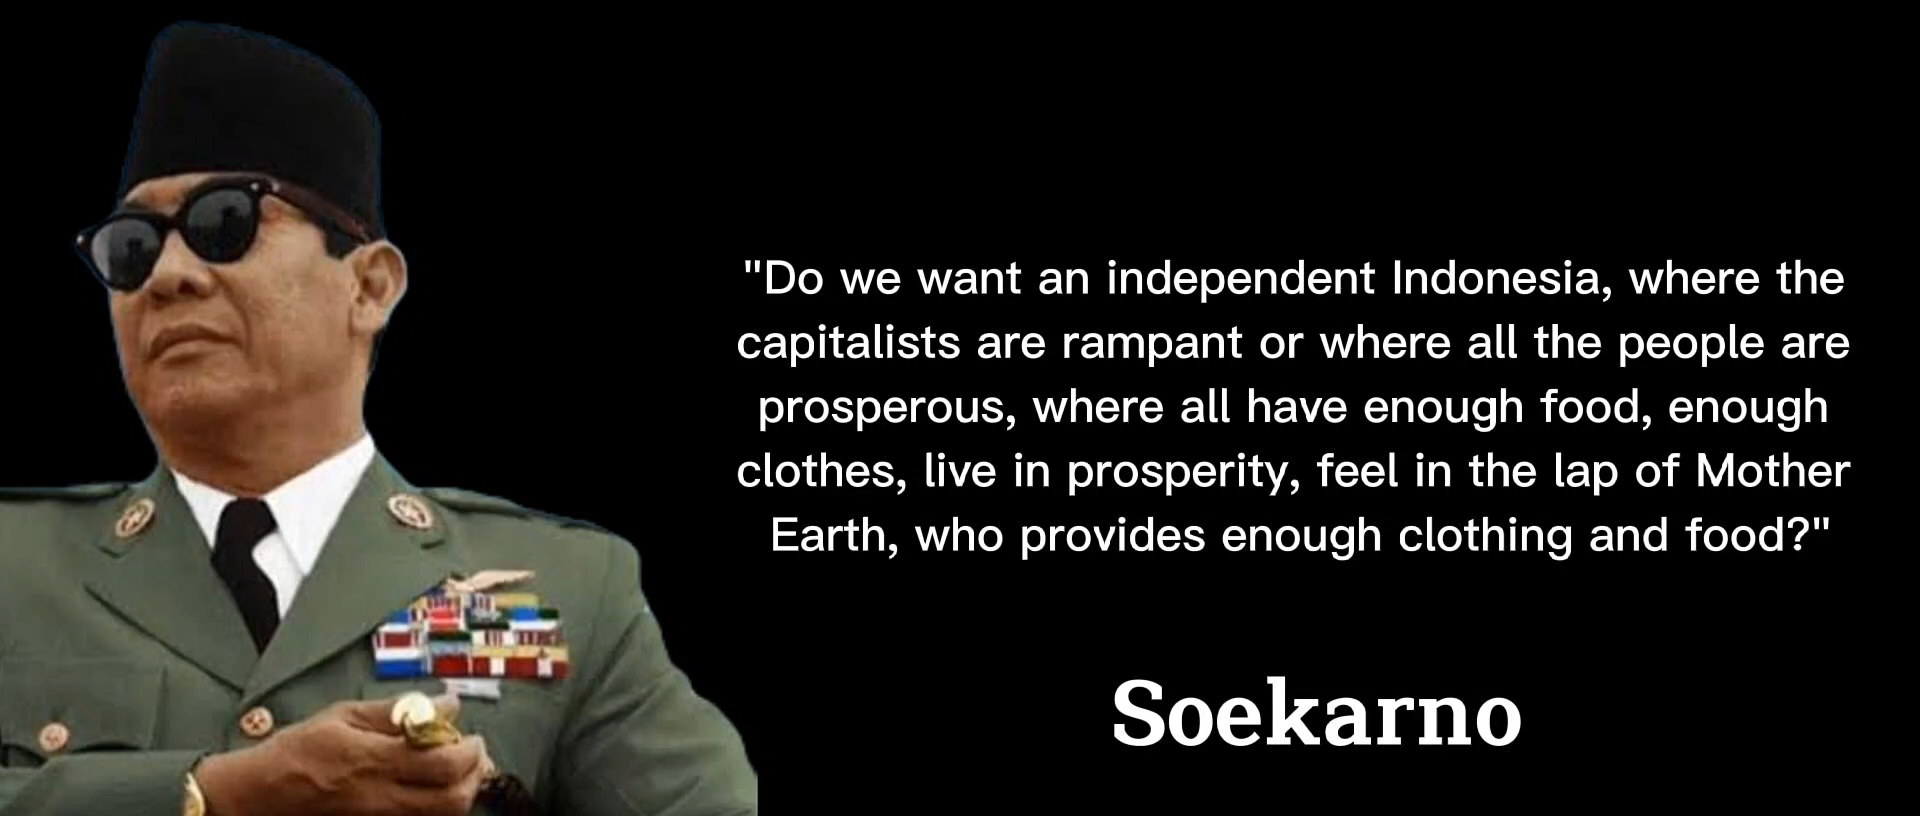 "Do we want an independent Indonesia, where the
capitalists are rampant or where all the people are
prosperous, where all have enough food, enough
clothes, live in prosperity, feel in the lap of Mother
Earth, who provides enough clothing and food?"
Soekarno